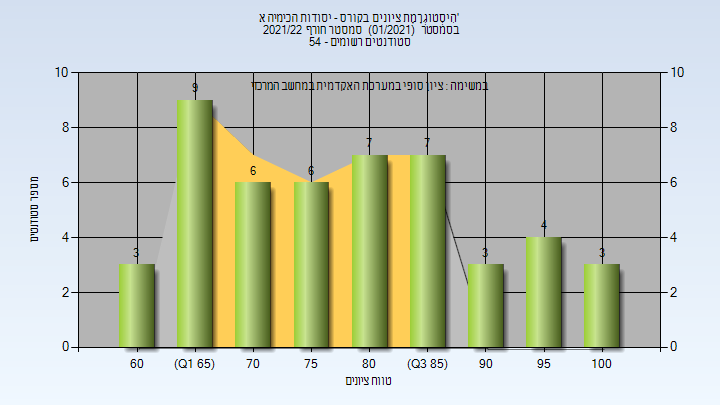 הִיסטוֹגְרָמַת ציונים בקורס - יסודות הכימיה א'
בסמסטר (01/2021) סמסטר חורף 2021/22
סטודנטים רשומים - 54
במשימה : ציון סופי במערכת האקדמית במחשב המרכזי
10 10
8 8
6 6
4 4
2 2
0 0
מספר סטודנטים
3 9 6 6 7 7 3 4 3
60 (Q1 65) 70 75 80 (Q3 85) 90 95 100
טווח ציונים